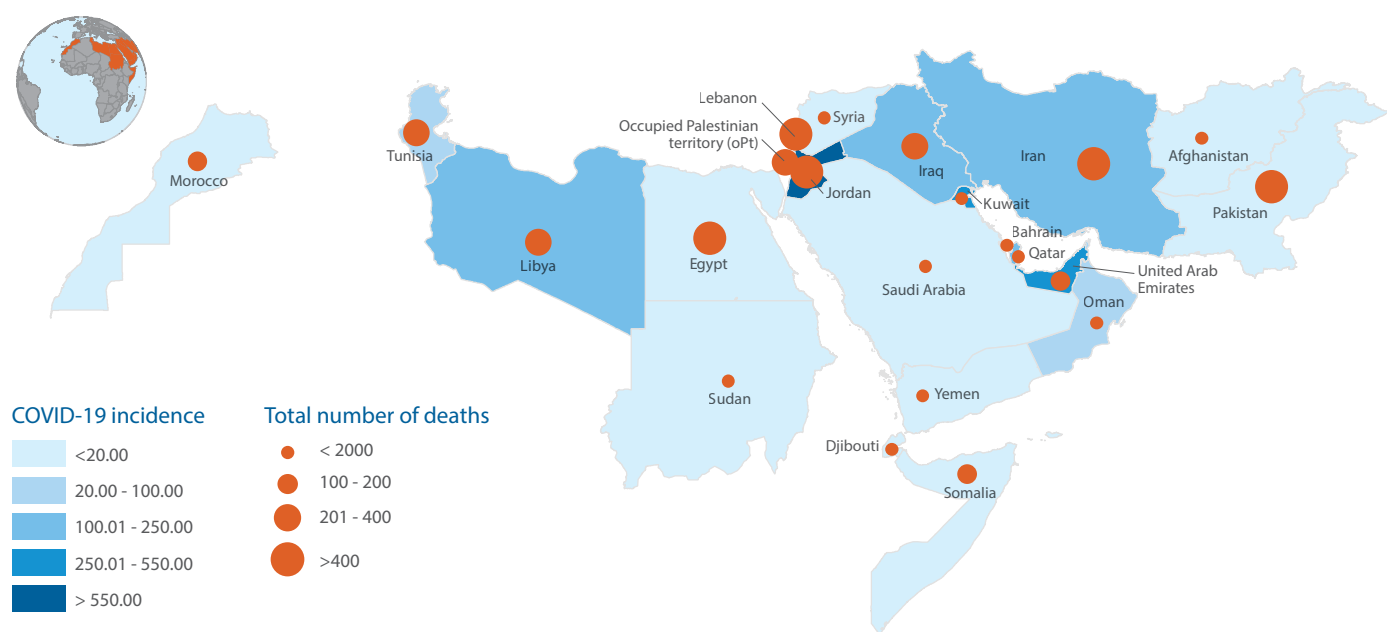 Lebanon
Syria
Occupied Palestinian
territory (oPt)
Tunisia
Morocco
Iraq
Iran
Afghanistan
Jordan
Kuwait
Pakistan
Bahrain
Qatar
Libya
Egypt
United Arab
Emirates
Saudi Arabia
Oman
Sudan
Yemen
Djibouti
Somalia
COVID-19 incidence
<20.00
20.00 - 100.00
100.01 - 250.00
250.01 - 550.00
> 550.00
Total number of deaths
< 2000
100 - 200
201 - 400
>400